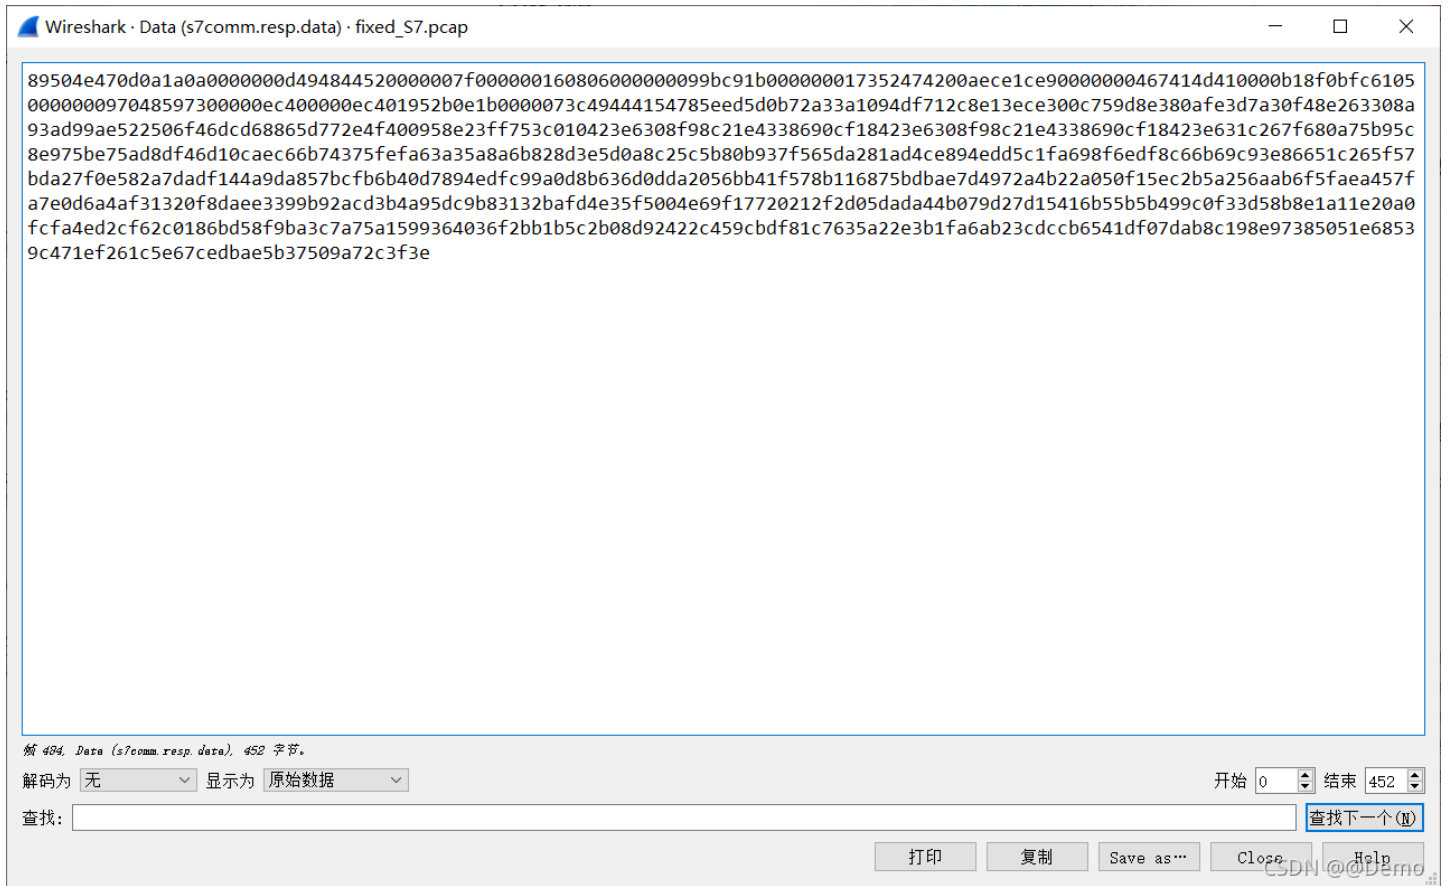 Wireshark · Data (s7comm.resp.data) · fixed_S7.pcap
89504e470d0a1a0a0000000d494844520000007f000000160806000000099bc91b000000017352474200aece1ce90000000467414d410000b18f0bfc6105
000000097048597300000ec400000ec401952b0e1b0000073c49444154785eed5d0b72a33a1094df712c8e13ece300c759d8e380afe3d7a30f48e263308a
93ad99ae522506f46dcd68865d772e4f400958e23ff753c010423e6308f98c21e4338690cf18423e6308f98c21e4338690cf18423e631c267f680a75b95c
8e975be75ad8df46d10caec66b74375fefa63a35a8a6b828d3e5d0a8c25c5b80b937f565da281ad4ce894edd5c1fa698f6edf8c66b69c93e86651c265f57
bda27f0e582a7dadf144a9da857bcfb6b40d7894edfc99a0d8b636d0dda2056bb41f578b116875bdbae7d4972a4b22a050f15ec2b5a256aab6f5faea457f
a7e0d6a4af31320f8daee3399b92acd3b4a95dc9b83132bafd4e35f5004e69f17720212f2d05dada44b079d27d15416b55b5b499c0f33d58b8e1a11e20a0
fcfa4ed2cf62c0186bd58f9ba3c7a75a1599364036f2bb1b5c2b08d92422c459cbdf81c7635a22e3b1fa6ab23cdccb6541df07dab8c198e97385051e6853
9c471ef261c5e67cedbae5b37509a72c3f3e
帧 494, Data (s7comm.resp.data), 452 字节。
解码为 无 显示为 原始数据 开始 0 结束 452
查找: 查找下一个(N)
打印 复制 Save as… Close Help
CSDN @@Demo